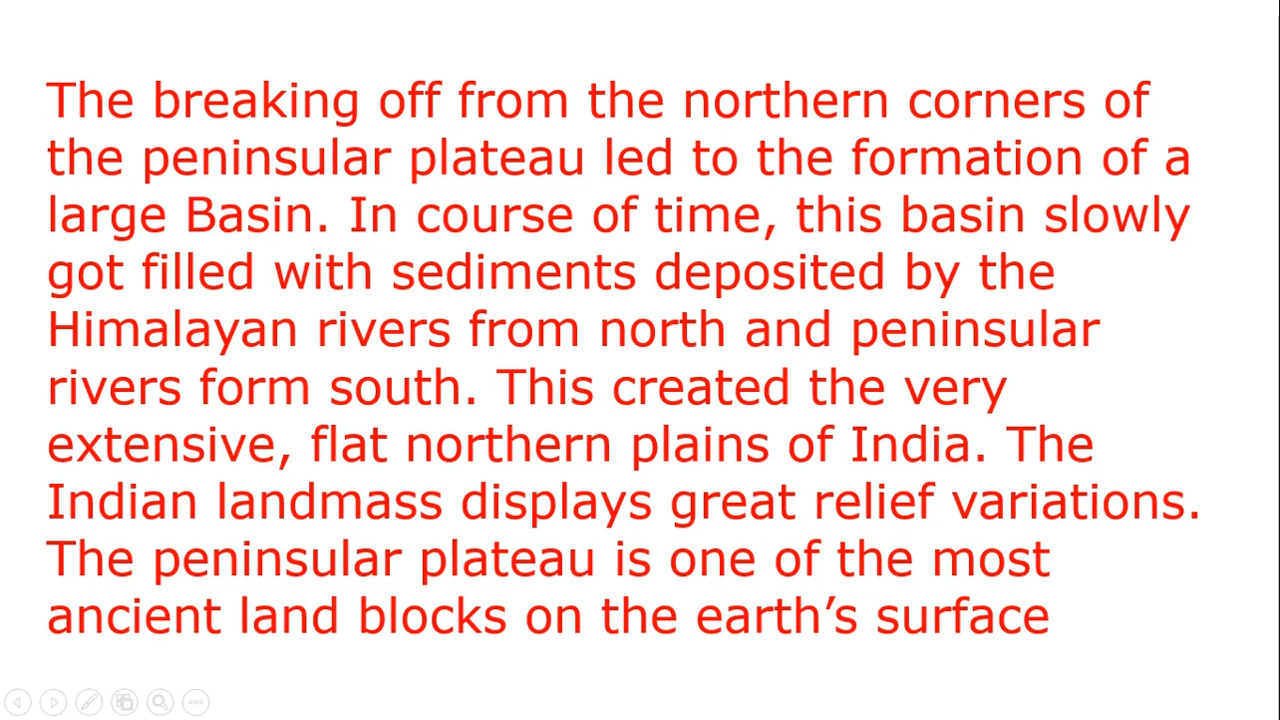 The breaking off from the northern corners of
the peninsular plateau led to the formation of a
large Basin. In course of time, this basin slowly
got filled with sediments deposited by the
Himalayan rivers from north and peninsular
rivers form south. This created the very
extensive, flat northern plains of India. The
Indian landmass displays great relief variations.
The peninsular plateau is one of the most
ancient land blocks on the earth’s surface